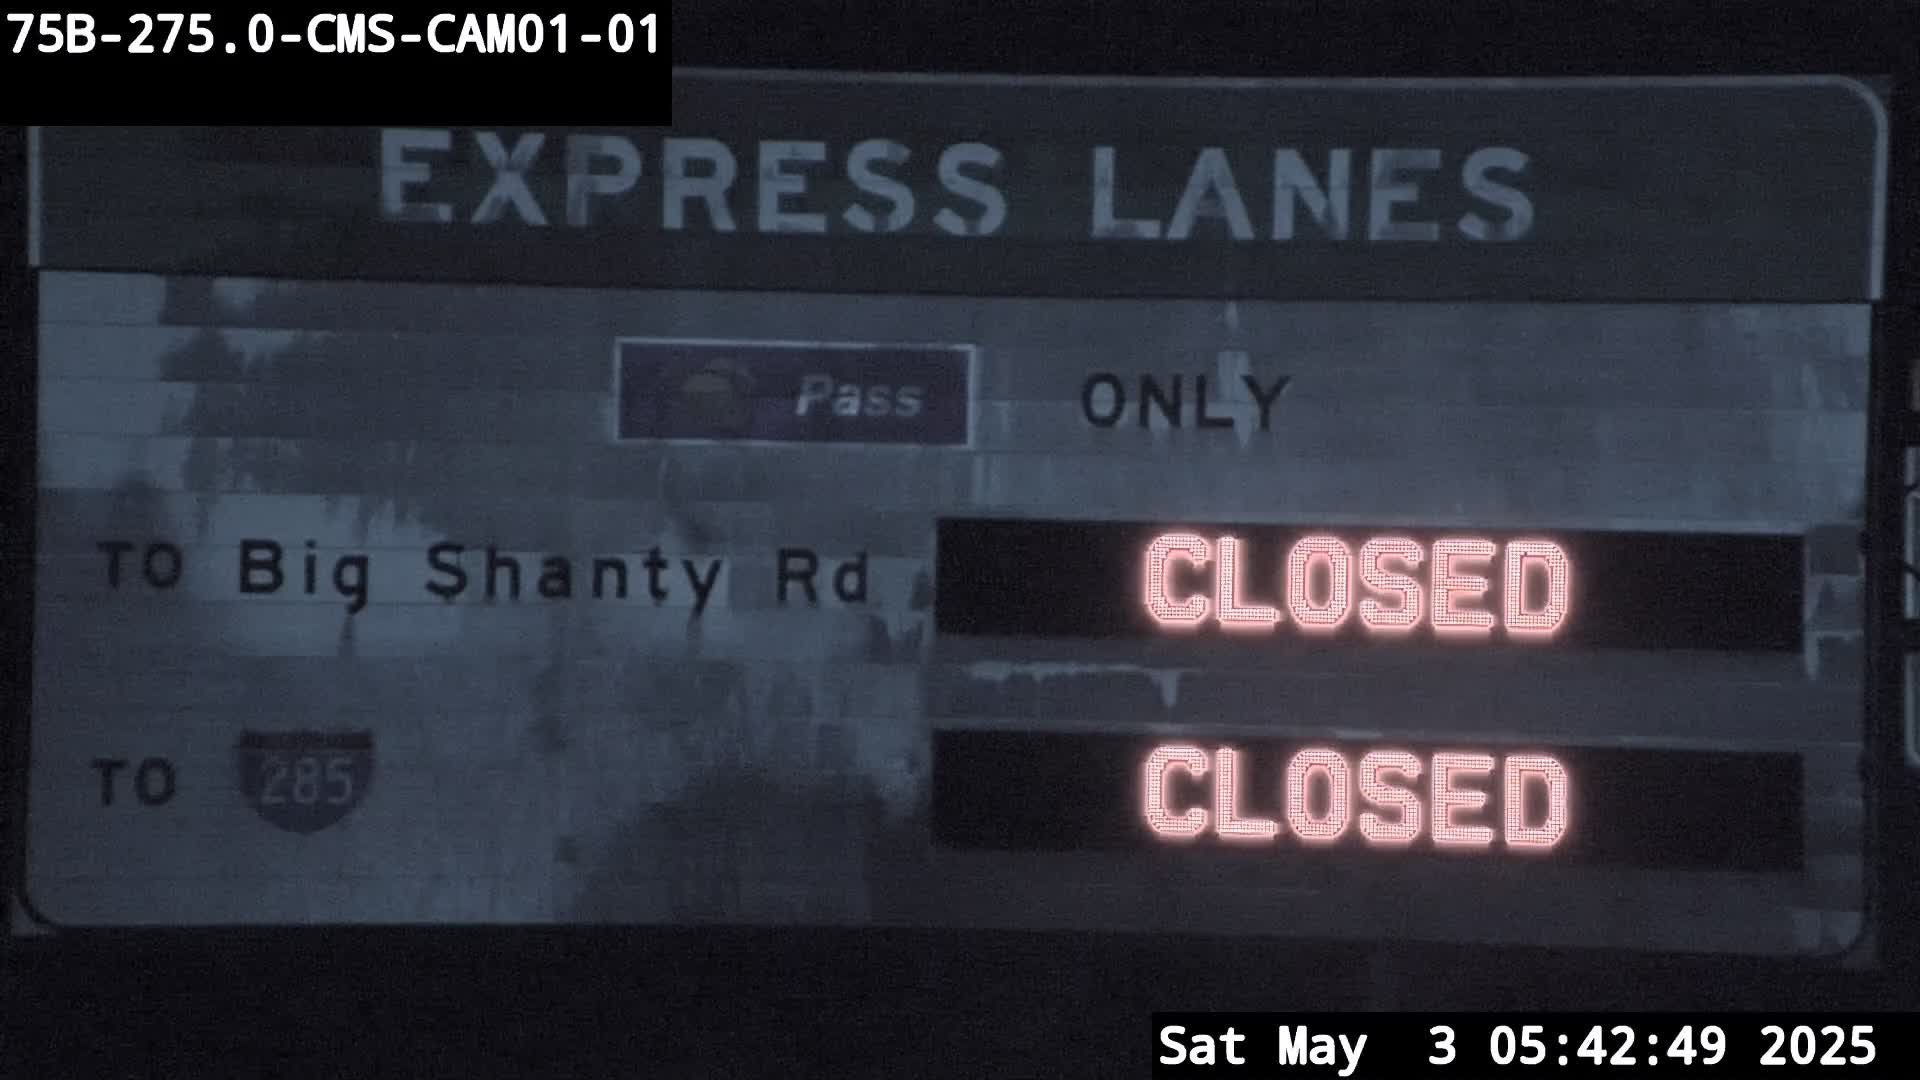 75B-275.0-CMS-CAM01-01
EXPRESS LANES
Pass ONLY
TO Big Shanty Rd CLOSED
TO 285 CLOSED
Sat May 3 05:42:49 2025